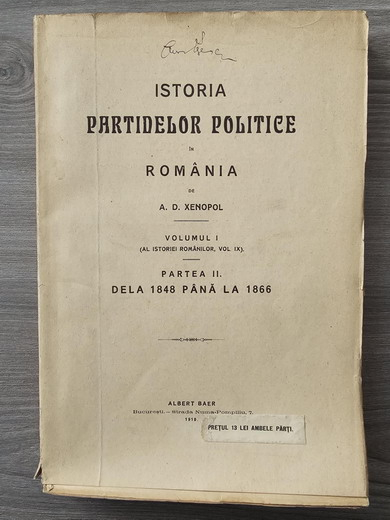 ISTORIA
PARTIDELOR POLITICE
în
ROMÂNIA
DE
A. D. XENOPOL
VOLUMUL I
(AL ISTORIEI ROMÂNILOR, VOL IX).
PARTEA II.
DELA 1848 PÂNĂ LA 1866
ALBERT BAER
București. — Strada Numa-Pompiliu, 7.
1910.
PREȚUL 13 LEI AMBELE PĂRȚI.